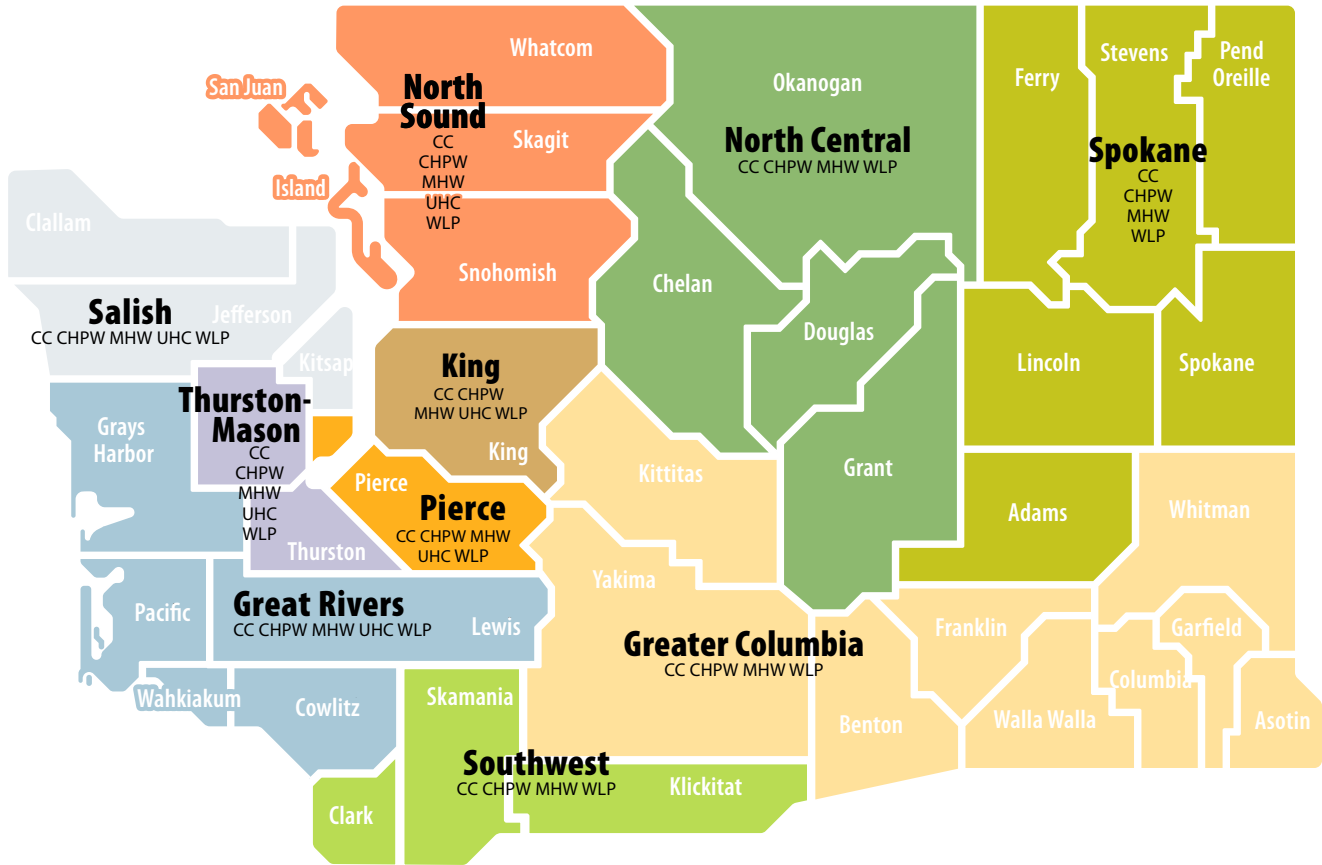 Whatcom
San Juan
North
Sound
CC
CHPW
MHW
UHC
WLP
Skagit
Island
Snohomish
Okanogan
North Central
CC CHPW MHW WLP
Chelan
Douglas
Grant
Ferry
Stevens
Pend
Oreille
Spokane
CC
CHPW
MHW
WLP
Lincoln
Spokane
Adams
Clallam
Salish
CC CHPW MHW UHC WLP
Jefferson
Kitsap
King
CC CHPW
MHW UHC WLP
King
Thurston-
Mason
CC
CHPW
MHW
UHC
WLP
Thurston
Grays
Harbor
Pierce
Pierce
CC CHPW MHW
UHC WLP
Pacific
Great Rivers
CC CHPW MHW UHC WLP
Lewis
Wahkiakum
Cowlitz
Kittitas
Yakima
Greater Columbia
CC CHPW MHW WLP
Whitman
Franklin
Garfield
Columbia
Benton
Walla Walla
Asotin
Skamania
Southwest
CC CHPW MHW WLP
Klickitat
Clark